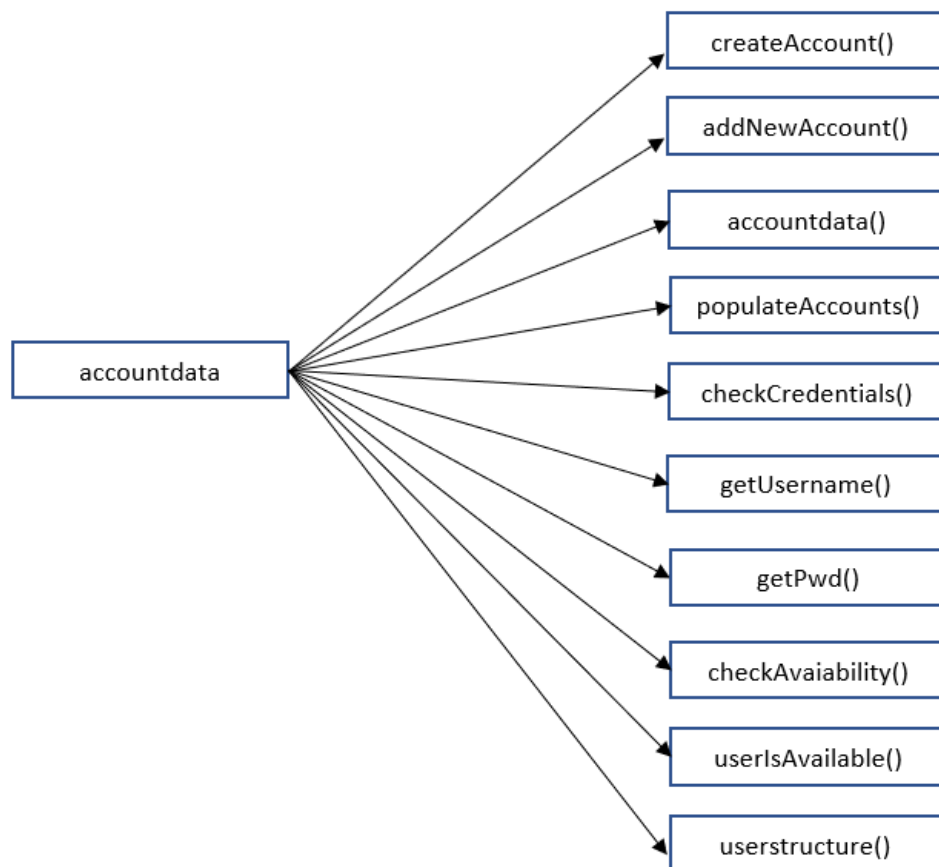 createAccount()
addNewAccount()
accountdata()
populateAccounts()
accountdata
checkCredentials()
getUsername()
getPwd()
checkAvaiability()
userIsAvailable()
userstructure()